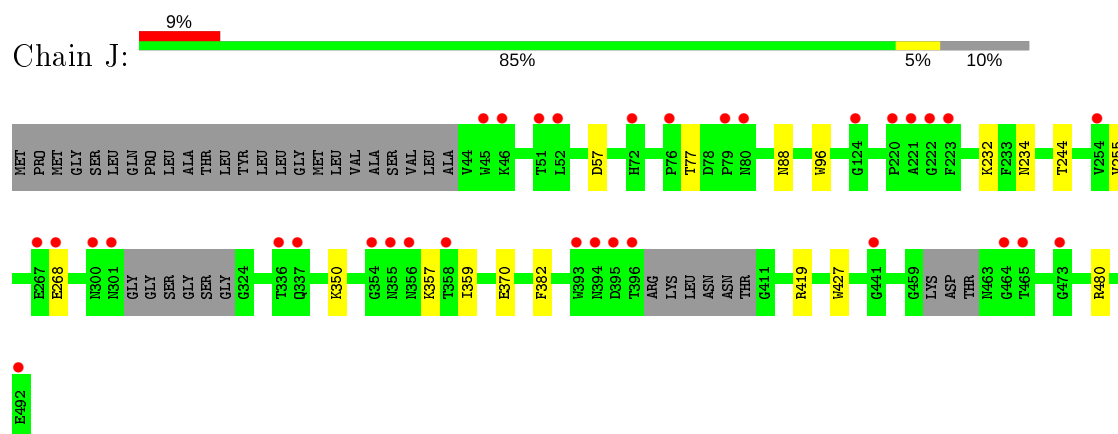 9%
Chain J:
85% 5% 10%
MET PRO MET GLY SER SER LEU GLN PRO LEU ALA THR LEU TYR LEU LEU GLY MET LEU VAL ALA SER VAL LEU ALA V44 W45 K46 T51 L52 D57 H72 P76 T77 D78 P79 N80 N88 W96 G124 P220 A221 G222 F223 K232 F233 N234 T244 V254 V255
E267 E268 N300 N301 GLY GLY SER GLY SER GLY G324 T336 Q337 K350 G354 N355 N356 K357 T358 I359 E370 F382 W393 N394 D395 T396 ARG LYS LEU ASN ASN THR G411 R419 W427 G441 G459 LYS ASP THR N463 G464 T465 G473 R480
E492